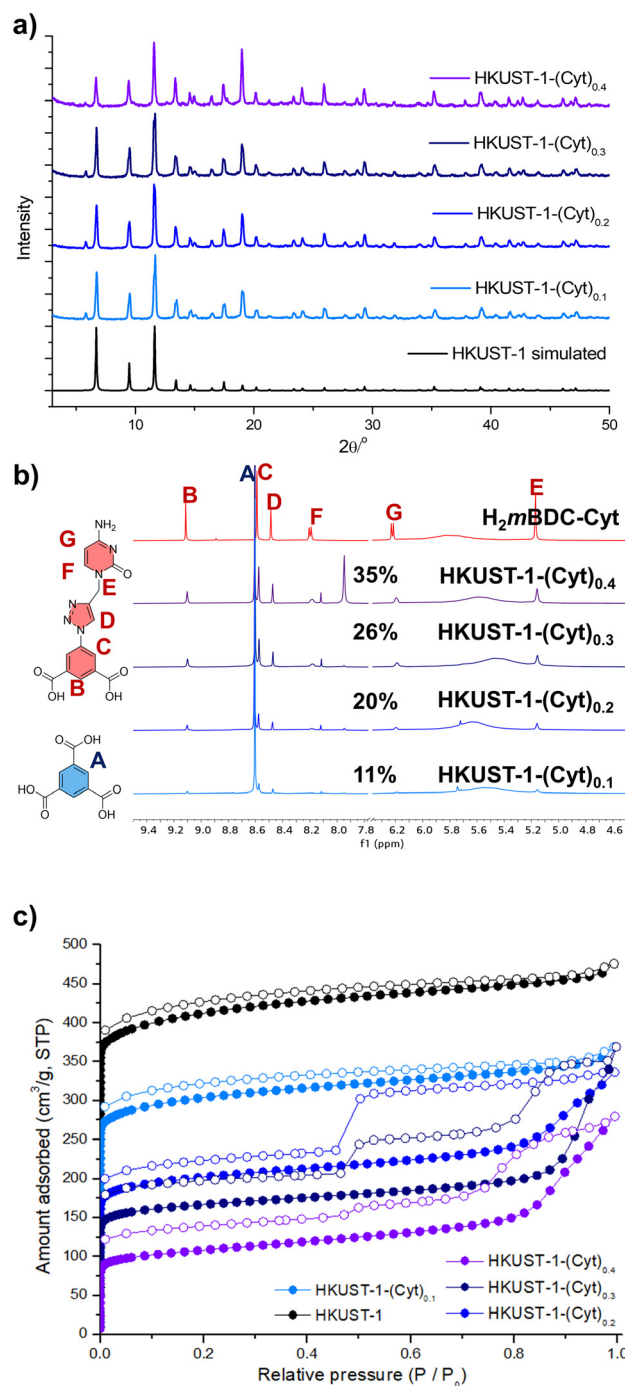 a)
HKUST-1-(Cyt)0.4
HKUST-1-(Cyt)0.3
HKUST-1-(Cyt)0.2
HKUST-1-(Cyt)0.1
HKUST-1 simulated
Intensity
10 20 30 40 50
2θ/°
b)
A C
B D F G E H2mBDC-Cyt
NH2
G
N
F N O
E
N
N D
N
C
O O
OH B OH
35% HKUST-1-(Cyt)0.4
26% HKUST-1-(Cyt)0.3
20% HKUST-1-(Cyt)0.2
11% HKUST-1-(Cyt)0.1
O OH
A
OH O
O OH
9.4 9.2 9.0 8.8 8.6 8.4 8.2 8.0 7.8 6.2 5.8 5.6 5.4 5.2 5.0 4.8 4.6
f1 (ppm)
c)
500
450
400
350
300
250
200
150
100
50
0
Amount adsorbed (cm3/g, STP)
HKUST-1-(Cyt)0.1
HKUST-1
HKUST-1-(Cyt)0.4
HKUST-1-(Cyt)0.3
HKUST-1-(Cyt)0.2
0.0 0.2 0.4 0.6 0.8 1.0
Relative pressure (P / P0)